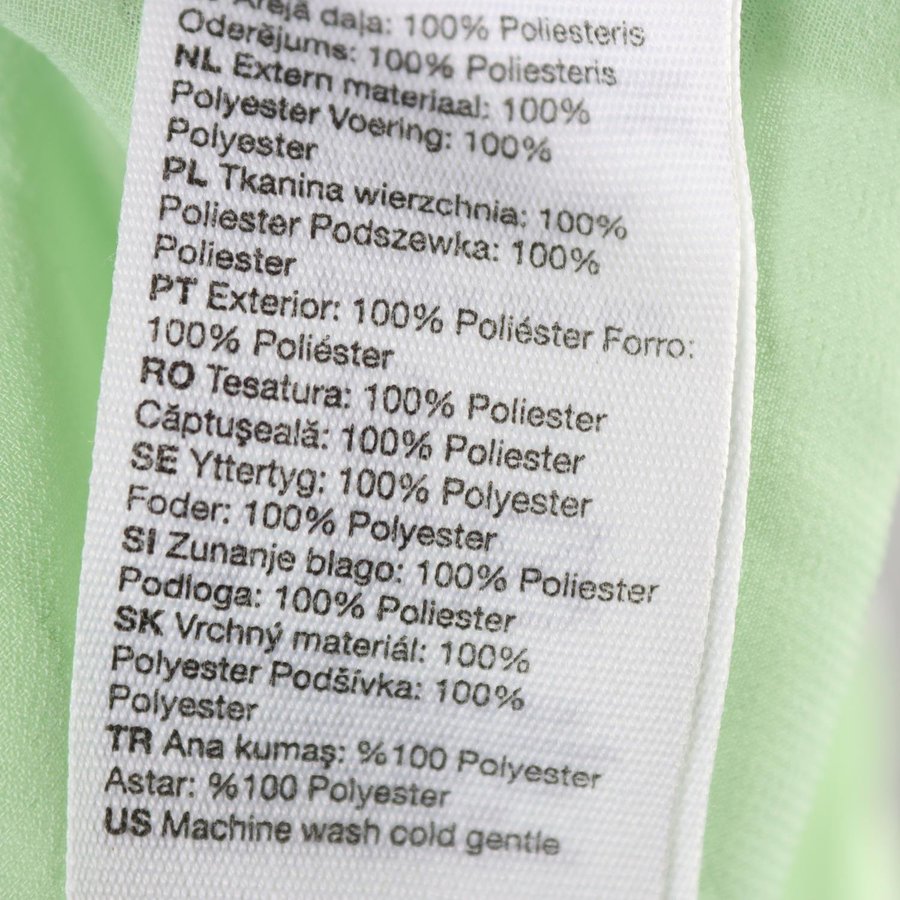 Ārējā daļa: 100% Poliesteris
Oderējums: 100% Poliesteris
NL Extern materiaal: 100%
Polyester Voering: 100%
Polyester
PL Tkanina wierzchnia: 100%
Poliester Podszewka: 100%
Poliester
PT Exterior: 100% Poliéster Forro:
100% Poliéster
RO Tesatura: 100% Poliester
Căptuşeală: 100% Poliester
SE Yttertyg: 100% Polyester
Foder: 100% Polyester
SI Zunanje blago: 100% Poliester
Podloga: 100% Poliester
SK Vrchný materiál: 100%
Polyester Podšívka: 100%
Polyester
TR Ana kumaş: %100 Polyester
Astar: %100 Polyester
US Machine wash cold gentle